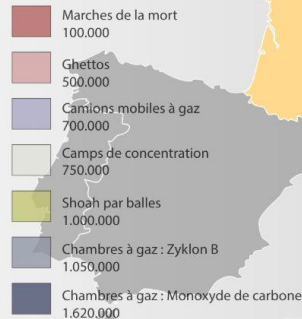 Marches de la mort
100.000
Ghettos
500.000
Camions mobiles à gaz
700.000
Camps de concentration
750.000
Shoah par balles
1.000.000
Chambres à gaz : Zyklon B
1.050.000
Chambres à gaz : Monoxyde de carbone
1.620.000